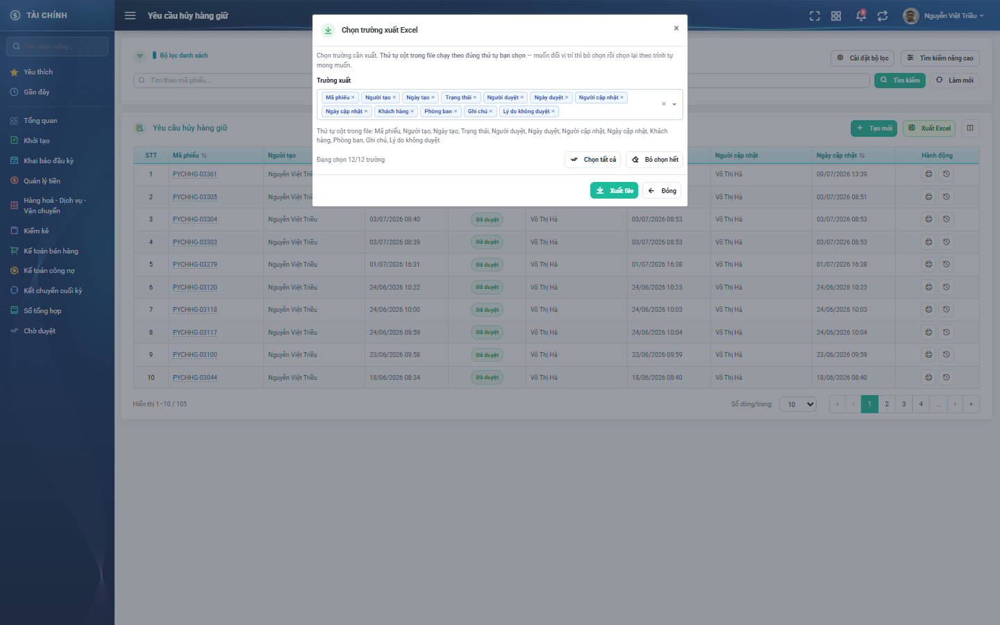 TÀI CHÍNH
Yêu cầu hủy hàng giữ
3
Nguyễn Việt Triều
Tìm chức năng...
Yêu thích
Gần đây
Tổng quan
Khởi tạo
Khai báo đầu kỳ
Quản lý tiền
Hàng hoá - Dịch vụ -
Vận chuyển
Kiểm kê
Kế toán bán hàng
Kế toán công nợ
Kết chuyển cuối kỳ
Sổ tổng hợp
Chờ duyệt
Bộ lọc danh sách
Cài đặt bộ lọc
Tìm kiếm nâng cao
Tìm theo mã phiếu...
Tìm kiếm
Làm mới
Yêu cầu hủy hàng giữ
Tạo mới
Xuất Excel
Chọn trường xuất Excel
×
Chọn trường cần xuất. Thứ tự cột trong file chạy theo đúng thứ tự bạn chọn — muốn đổi vị trí thì bỏ chọn rồi chọn lại theo trình tự
mong muốn.
Trường xuất
Mã phiếu × Người tạo × Ngày tạo × Trạng thái × Người duyệt × Ngày duyệt × Người cập nhật ×
Ngày cập nhật × Khách hàng × Phòng ban × Ghi chú × Lý do không duyệt ×
×
Thứ tự cột trong file: Mã phiếu, Người tạo, Ngày tạo, Trạng thái, Người duyệt, Ngày duyệt, Người cập nhật, Ngày cập nhật, Khách
hàng, Phòng ban, Ghi chú, Lý do không duyệt
Đang chọn 12/12 trường
Chọn tất cả
Bỏ chọn hết
Xuất file
Đóng
STT Mã phiếu Người tạo Người cập nhật Ngày cập nhật Hành động
1 PYCHHG-03361 Nguyễn Việt Triều Võ Thị Hà 09/07/2026 13:39
2 PYCHHG-03305 Nguyễn Việt Triều Võ Thị Hà 03/07/2026 08:51
3 PYCHHG-03304 Nguyễn Việt Triều 03/07/2026 08:40 Đã duyệt Võ Thị Hà 03/07/2026 08:53 Võ Thị Hà 03/07/2026 08:53
4 PYCHHG-03303 Nguyễn Việt Triều 03/07/2026 08:39 Đã duyệt Võ Thị Hà 03/07/2026 08:53 Võ Thị Hà 03/07/2026 08:53
5 PYCHHG-03279 Nguyễn Việt Triều 01/07/2026 16:31 Đã duyệt Võ Thị Hà 01/07/2026 16:38 Võ Thị Hà 01/07/2026 16:38
6 PYCHHG-03120 Nguyễn Việt Triều 24/06/2026 10:22 Đã duyệt Võ Thị Hà 24/06/2026 10:23 Võ Thị Hà 24/06/2026 10:23
7 PYCHHG-03118 Nguyễn Việt Triều 24/06/2026 10:00 Đã duyệt Võ Thị Hà 24/06/2026 10:03 Võ Thị Hà 24/06/2026 10:03
8 PYCHHG-03117 Nguyễn Việt Triều 24/06/2026 09:59 Đã duyệt Võ Thị Hà 24/06/2026 10:04 Võ Thị Hà 24/06/2026 10:04
9 PYCHHG-03100 Nguyễn Việt Triều 23/06/2026 09:58 Đã duyệt Võ Thị Hà 23/06/2026 09:59 Võ Thị Hà 23/06/2026 09:59
10 PYCHHG-03044 Nguyễn Việt Triều 18/06/2026 08:34 Đã duyệt Võ Thị Hà 18/06/2026 08:40 Võ Thị Hà 18/06/2026 08:40
Hiển thị 1–10 / 105
Số dòng/trang: 10 « ‹ 1 2 3 4 ... › »